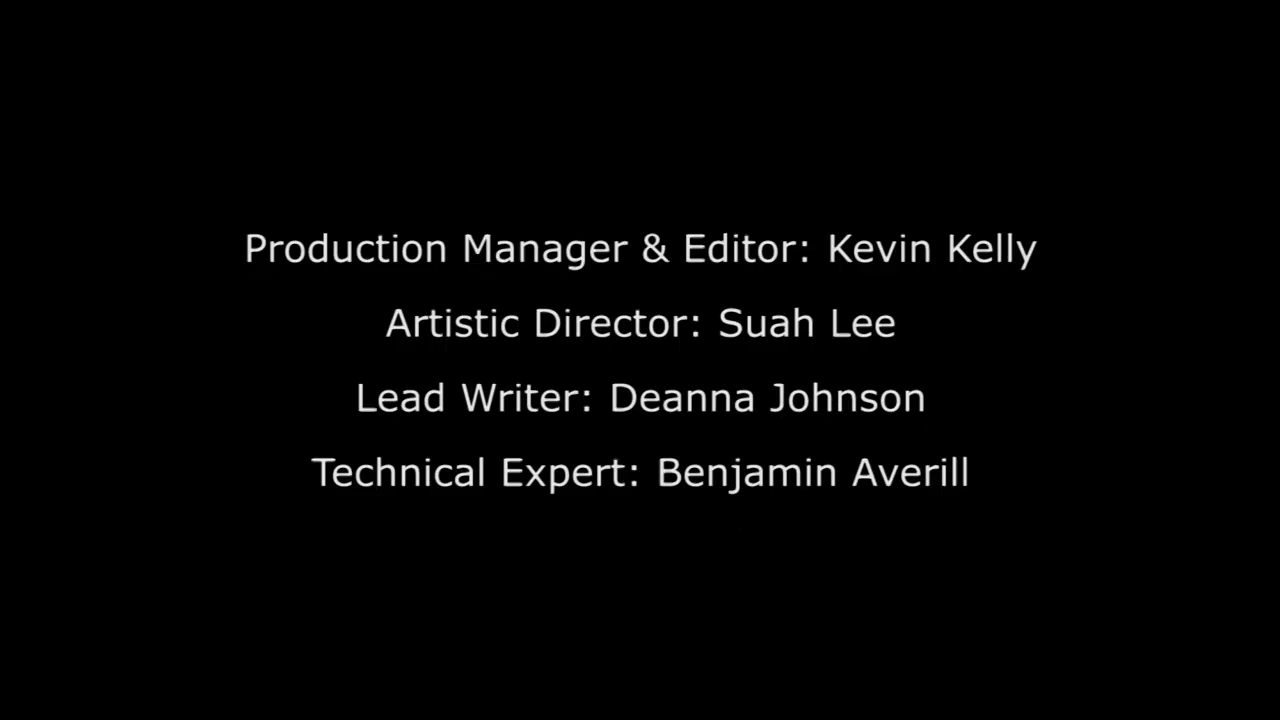 Production Manager & Editor: Kevin Kelly
Artistic Director: Suah Lee
Lead Writer: Deanna Johnson
Technical Expert: Benjamin Averill